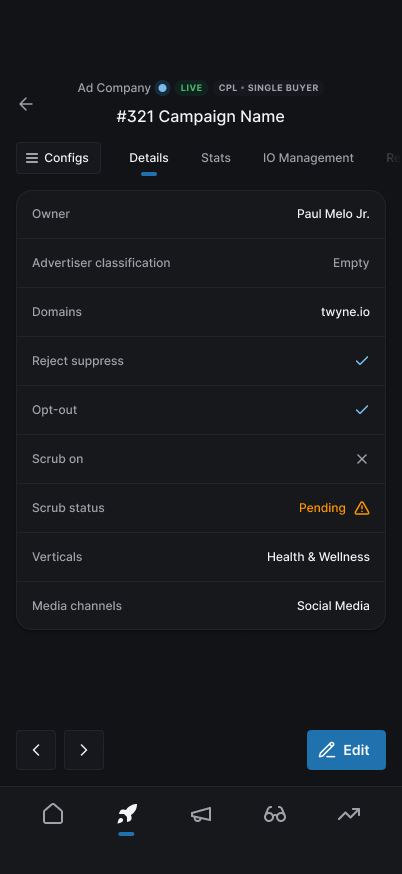 Ad Company LIVE CPL • SINGLE BUYER
#321 Campaign Name
Configs Details Stats IO Management Re
Owner Paul Melo Jr.
Advertiser classification Empty
Domains twyne.io
Reject suppress
Opt-out
Scrub on
Scrub status Pending
Verticals Health & Wellness
Media channels Social Media
Edit